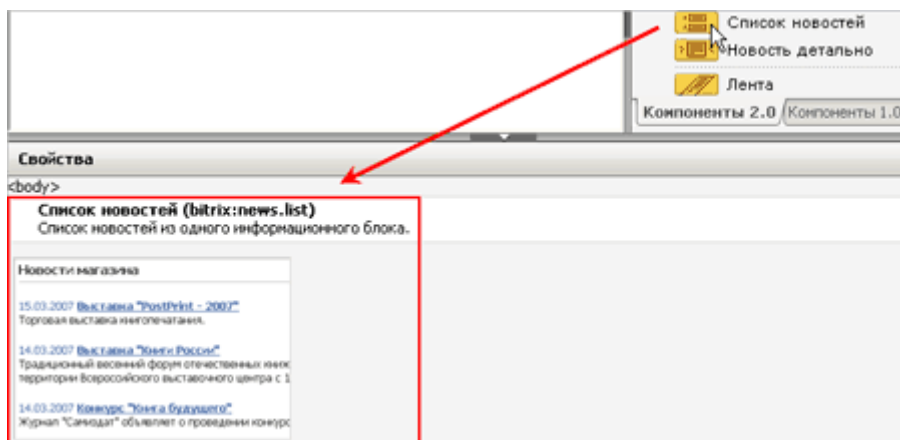 Список новостей
Новость детально
Лента
Компоненты 2.0 Компоненты 1.0
Свойства
<body>
Список новостей (bitrix:news.list)
Список новостей из одного информационного блока.
Новости магазина
15.03.2007 Выставка "PostPrint - 2007"
Торговая выставка книгопечатания.
14.03.2007 Выставка "Книги России"
Традиционный весенний форум отечественных книж
территории Всероссийского выставочного центра с 1
14.03.2007 Конкурс "Книга будущего"
Журнал "Самиздат" объявляет о проведении конкурс